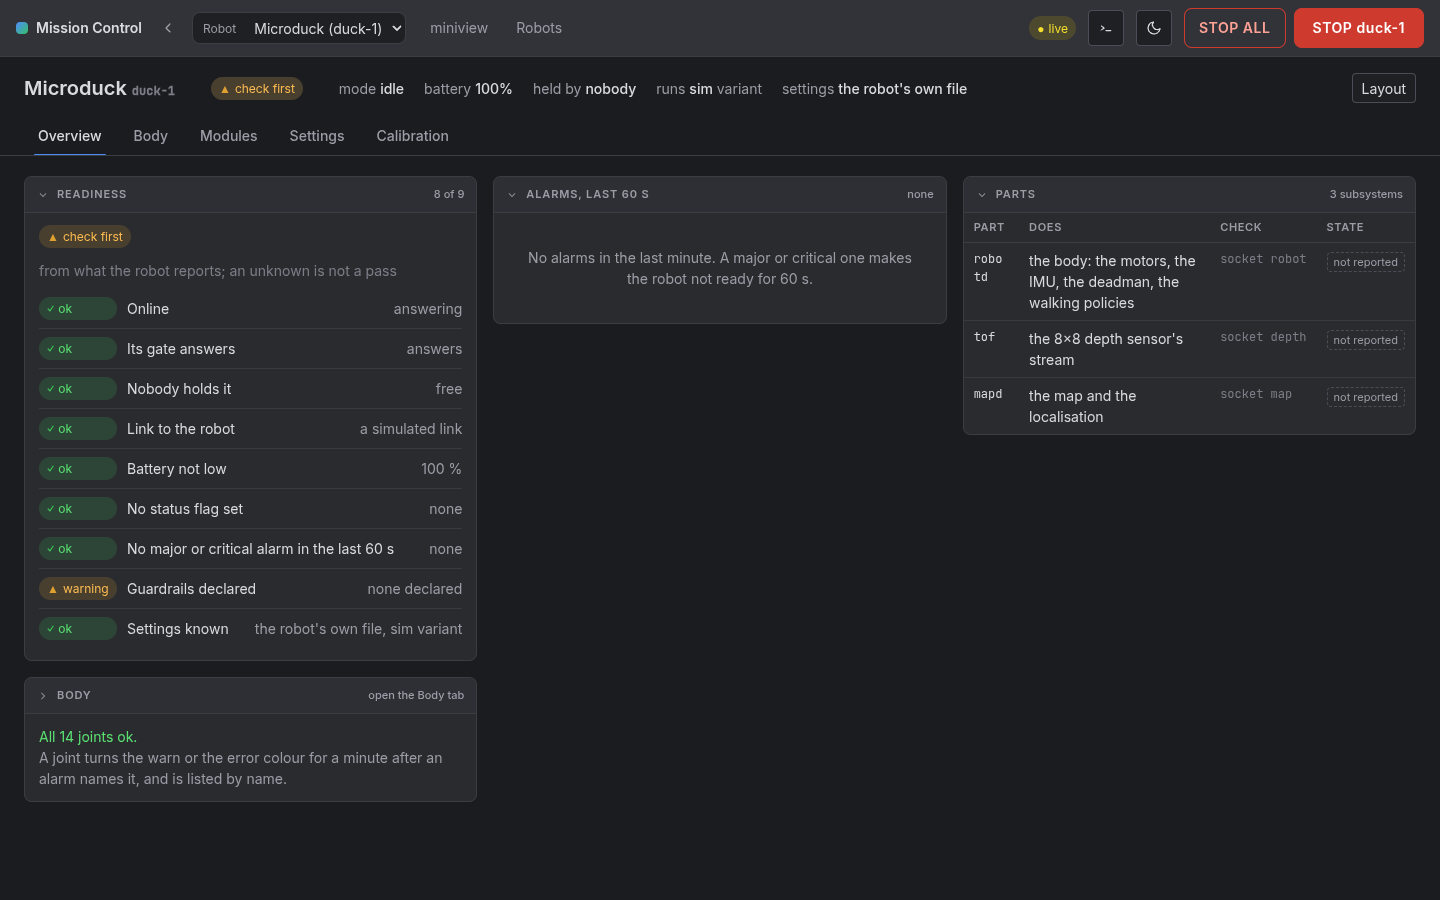 Mission Control
Robot Microduck (duck-1)
miniview
Robots
live
STOP ALL
STOP duck-1
Microduck duck-1
check first
mode idle
battery 100%
held by nobody
runs sim variant
settings the robot's own file
Layout
Overview
Body
Modules
Settings
Calibration
READINESS
8 of 9
check first
from what the robot reports; an unknown is not a pass
ok Online answering
ok Its gate answers answers
ok Nobody holds it free
ok Link to the robot a simulated link
ok Battery not low 100 %
ok No status flag set none
ok No major or critical alarm in the last 60 s none
warning Guardrails declared none declared
ok Settings known the robot's own file, sim variant
BODY
open the Body tab
All 14 joints ok.
A joint turns the warn or the error colour for a minute after an
alarm names it, and is listed by name.
ALARMS, LAST 60 S
none
No alarms in the last minute. A major or critical one makes
the robot not ready for 60 s.
PARTS
3 subsystems
PART DOES CHECK STATE
robo
td
the body: the motors, the
IMU, the deadman, the
walking policies
socket robot
not reported
tof
the 8×8 depth sensor's
stream
socket depth
not reported
mapd
the map and the
localisation
socket map
not reported